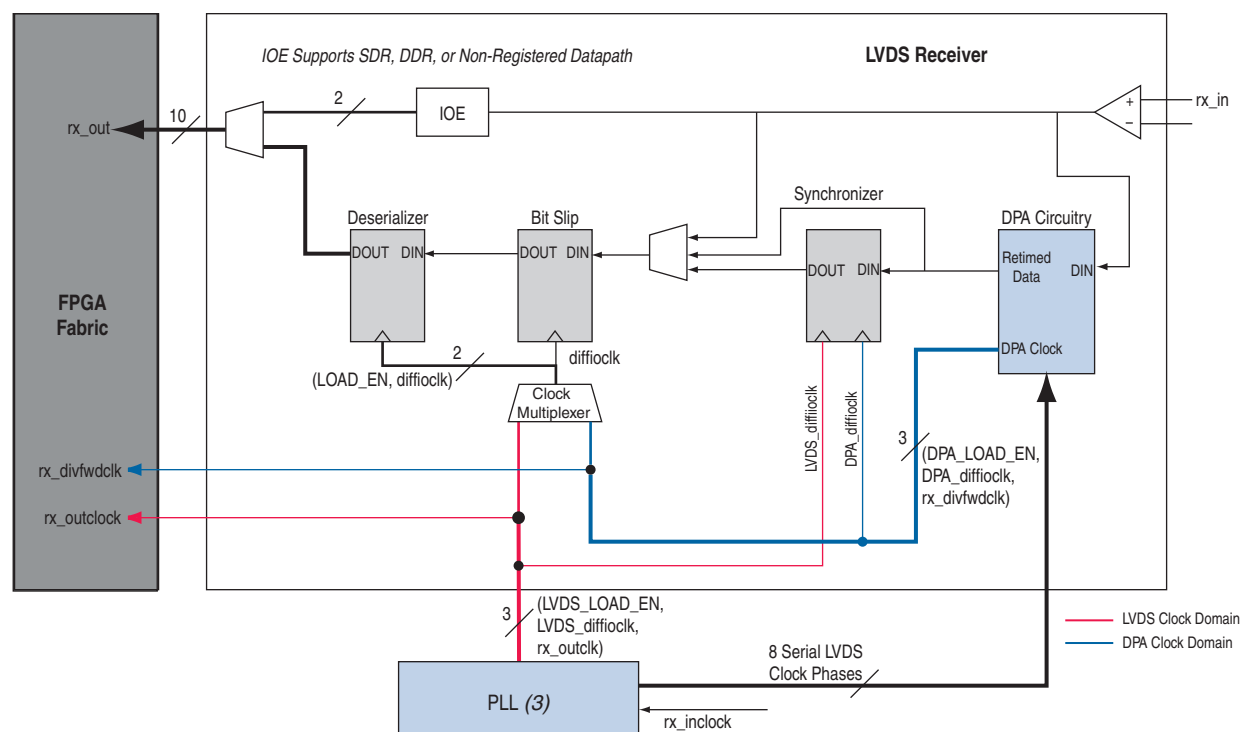 IOE Supports SDR, DDR, or Non-Registered Datapath
LVDS Receiver
2
IOE
+
−
rx_in
10
rx_out
Synchronizer
Deserializer
Bit Slip
DPA Circuitry
DOUT
DIN
DOUT
DIN
DOUT
DIN
Retimed
Data
DIN
FPGA
Fabric
DPA Clock
2
diffioclk
(LOAD_EN, diffioclk)
Clock
Multiplexer
LVDS_diffiioclk
DPA_diffioclk
3
(DPA_LOAD_EN,
DPA_diffioclk,
rx_divfwdclk)
rx_divfwdclk
rx_outclock
3
(LVDS_LOAD_EN,
LVDS_diffioclk,
rx_outclk)
LVDS Clock Domain
DPA Clock Domain
8 Serial LVDS
Clock Phases
PLL (3)
rx_inclock